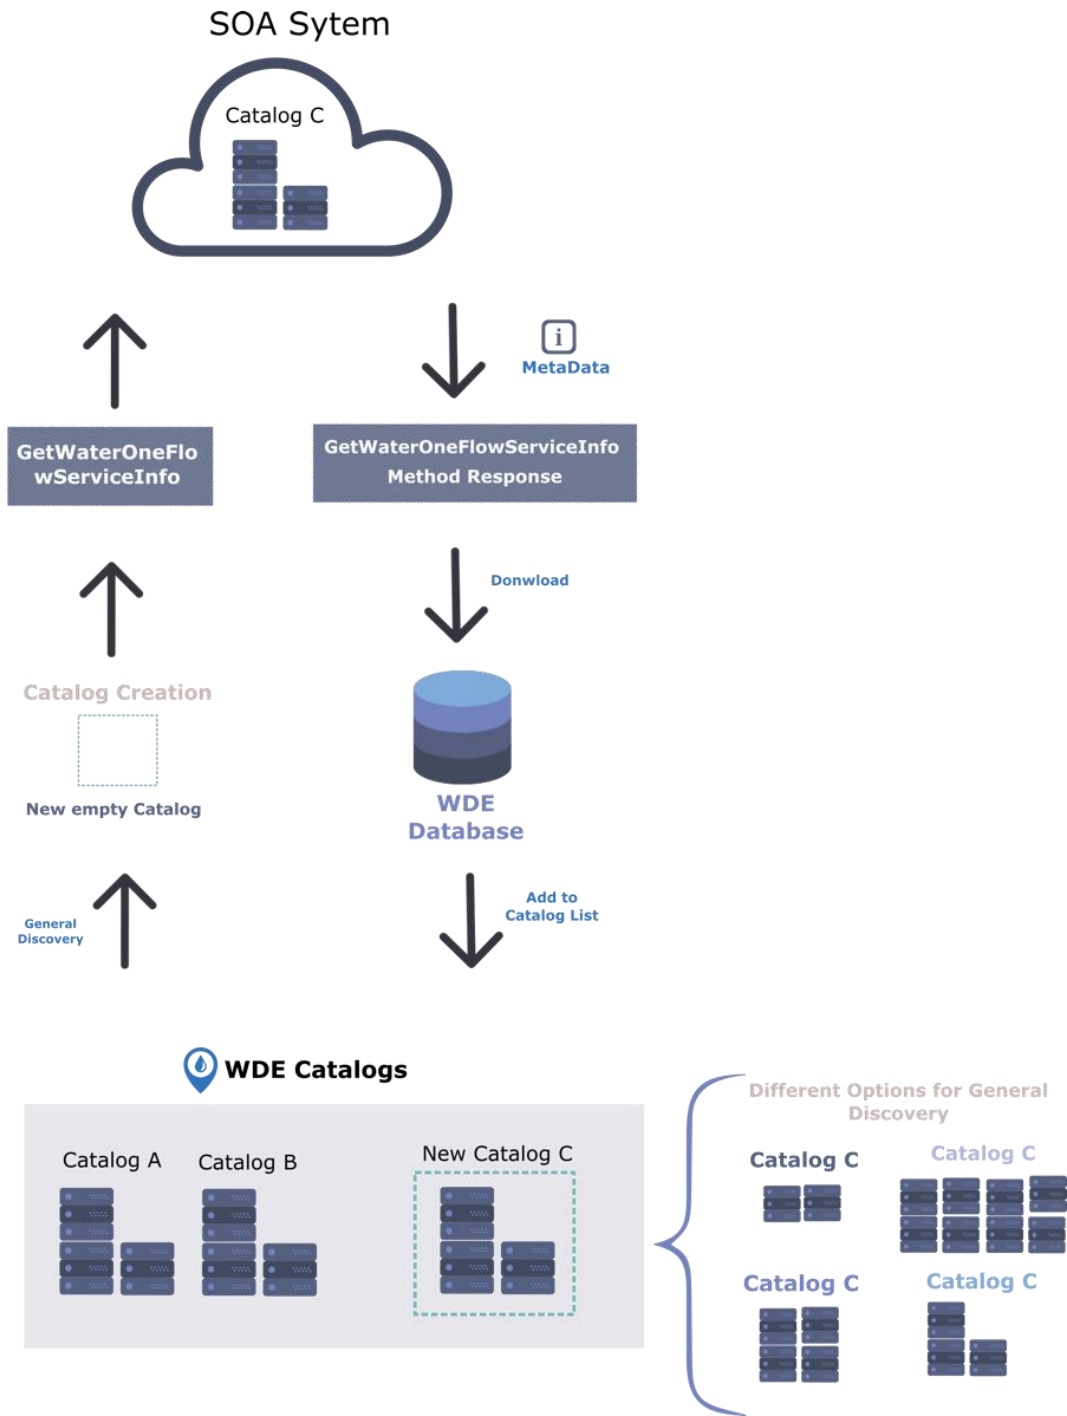 SOA Sytem
Catalog C
MetaData
GetWaterOneFlo
wServiceInfo
GetWaterOneFlowServiceInfo
Method Response
Donwload
Catalog Creation
New empty Catalog
WDE
Database
General
Discovery
Add to
Catalog List
WDE Catalogs
Catalog A
Catalog B
New Catalog C
Different Options for General
Discovery
Catalog C
Catalog C
Catalog C
Catalog C